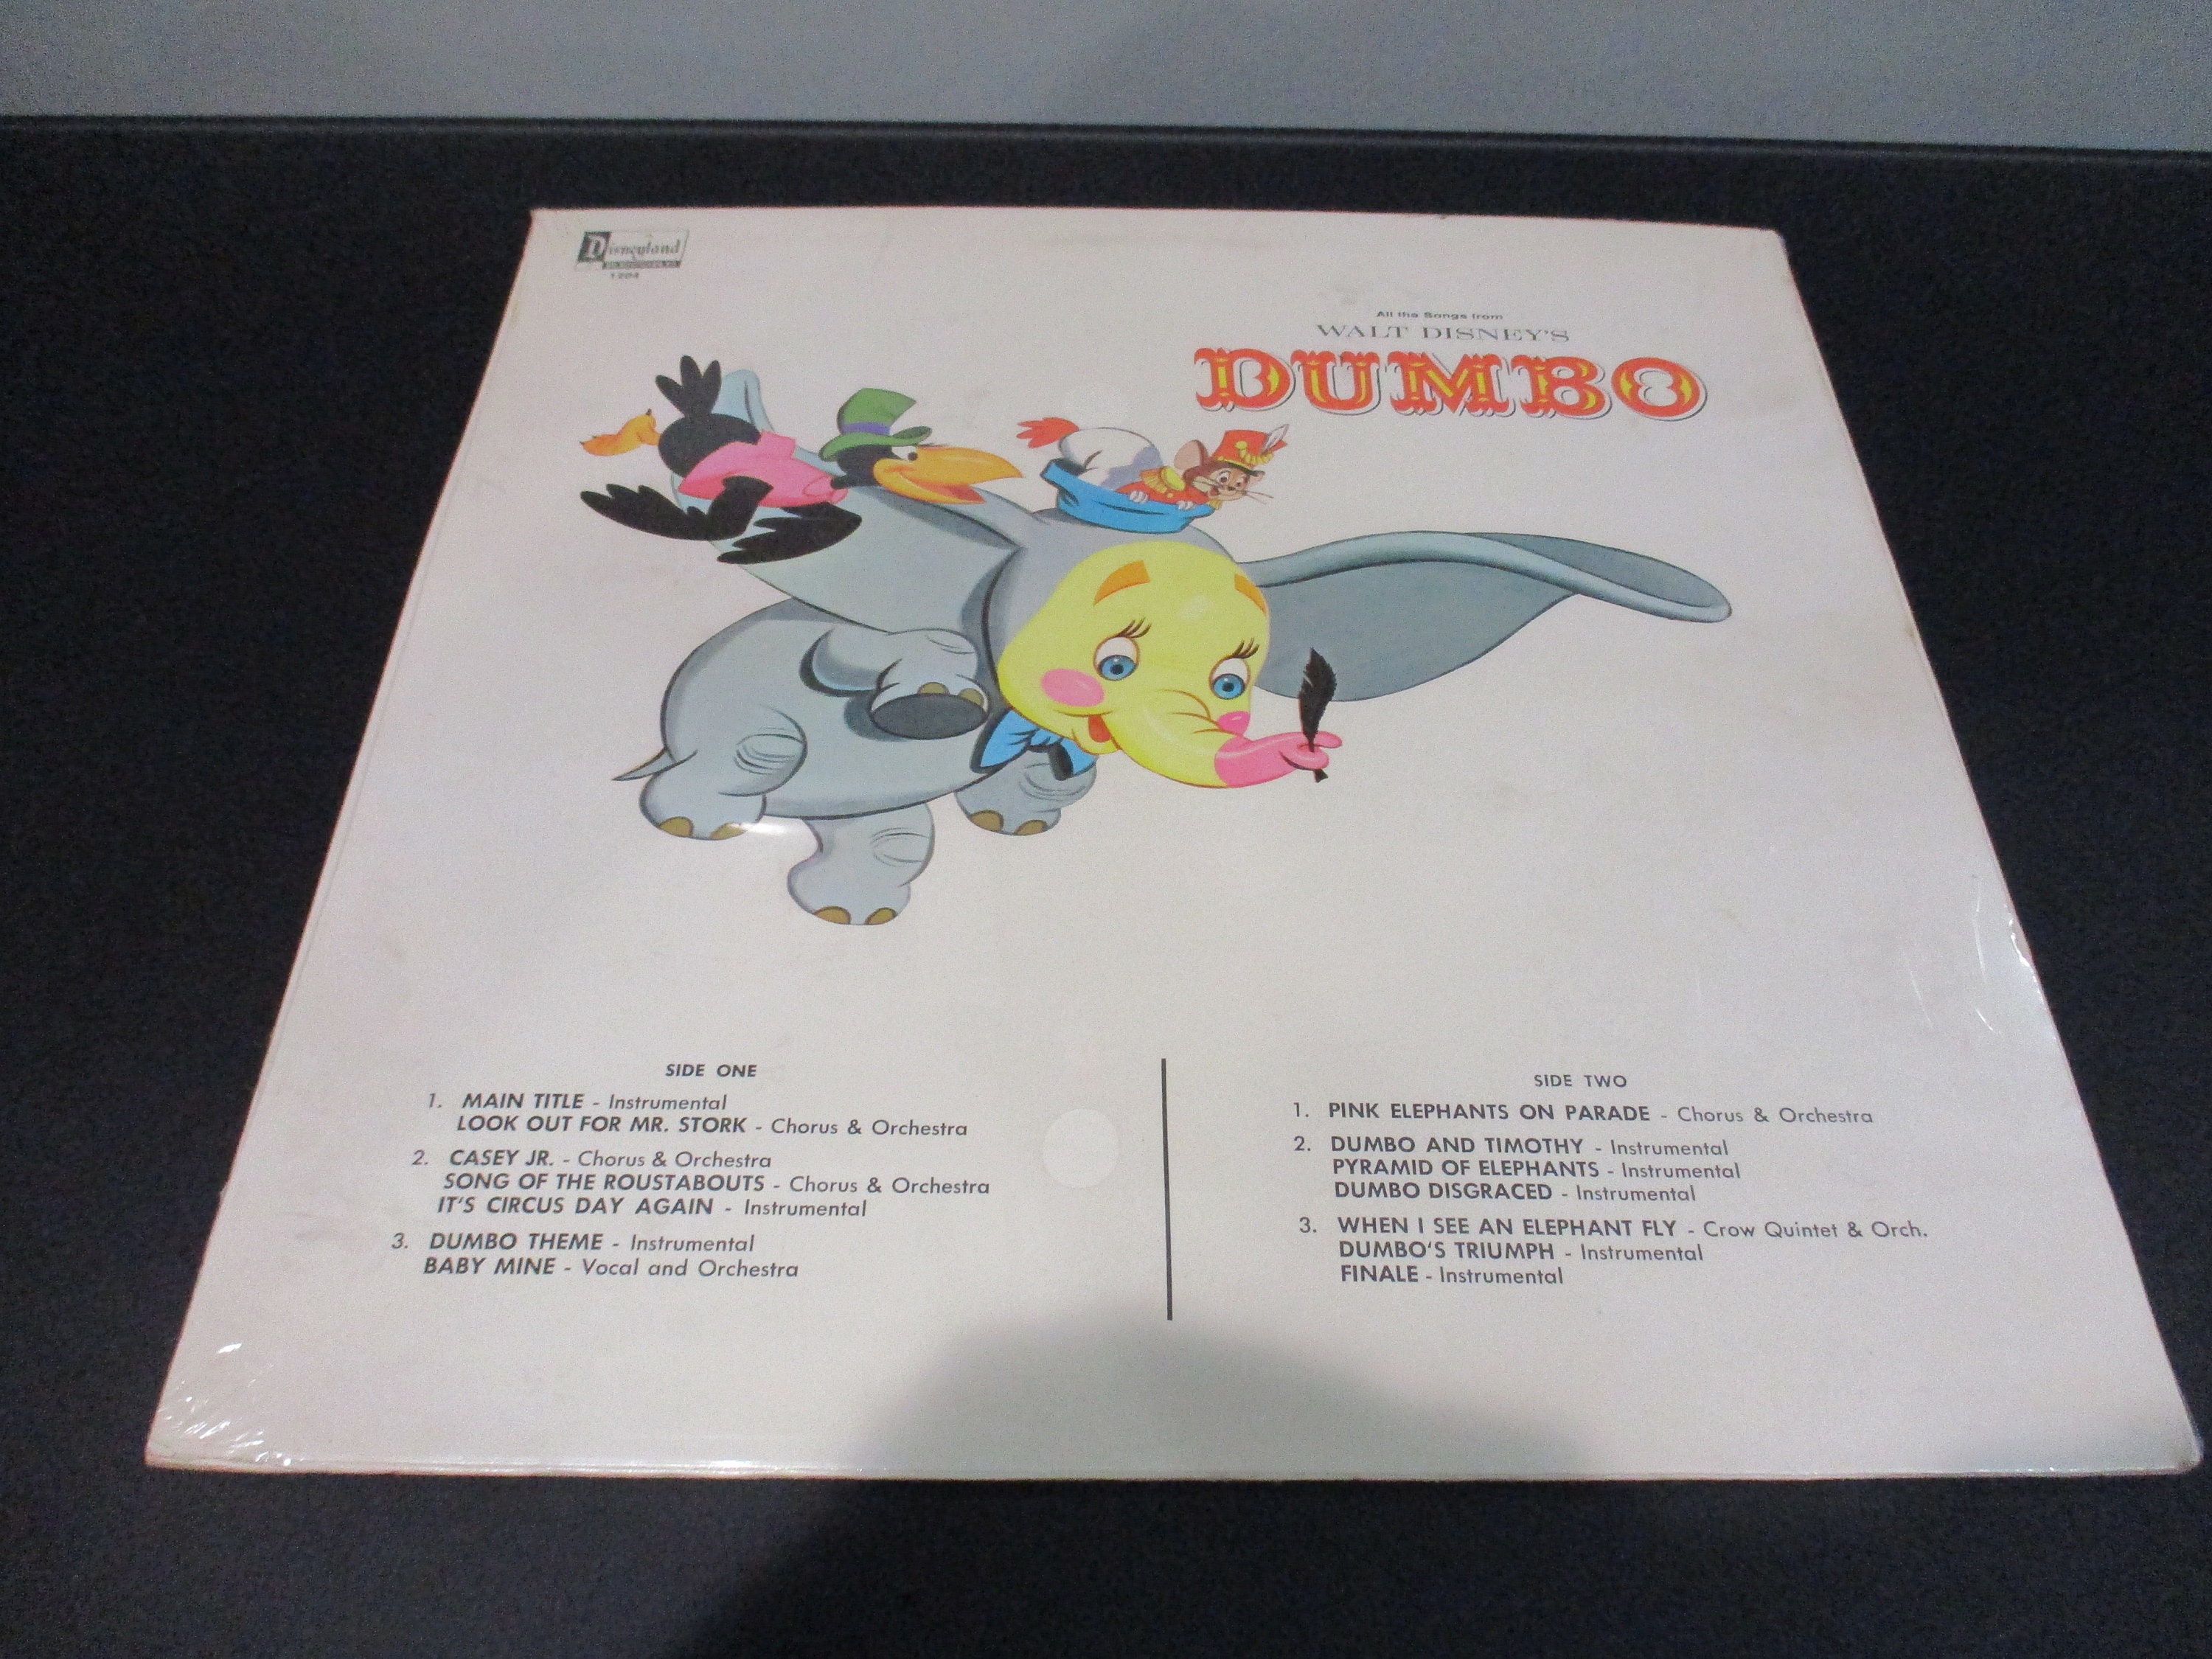 Disneyland
1204
All the Songs from
WALT DISNEY'S
DUMBO
SIDE ONE
1. MAIN TITLE - Instrumental
LOOK OUT FOR MR. STORK - Chorus & Orchestra
2. CASEY JR. - Chorus & Orchestra
SONG OF THE ROUSTABOUTS - Chorus & Orchestra
IT'S CIRCUS DAY AGAIN - Instrumental
3. DUMBO THEME - Instrumental
BABY MINE - Vocal and Orchestra
SIDE TWO
1. PINK ELEPHANTS ON PARADE - Chorus & Orchestra
2. DUMBO AND TIMOTHY - Instrumental
PYRAMID OF ELEPHANTS - Instrumental
DUMBO DISGRACED - Instrumental
3. WHEN I SEE AN ELEPHANT FLY - Crow Quintet & Orch.
DUMBO'S TRIUMPH - Instrumental
FINALE - Instrumental